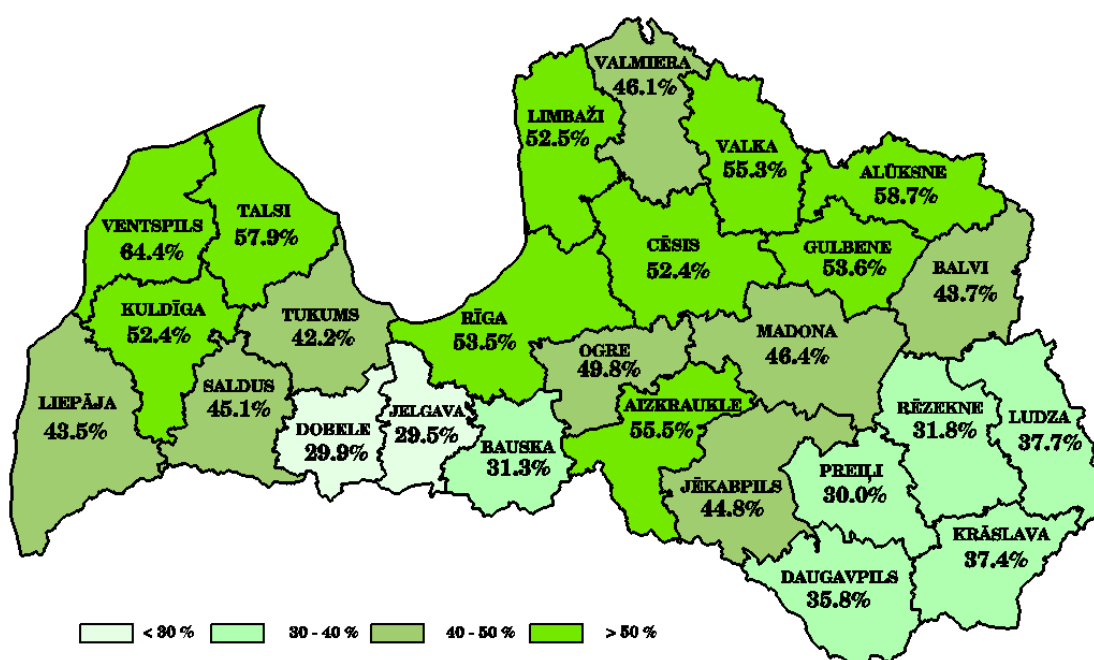 VALMIERA
46.1%
LIMBAŽI
52.5%
VALKA
55.3%
ALŪKSNE
58.7%
VENTSPILS
64.4%
TALSI
57.9%
CĒSIS
52.4%
GULBENE
53.6%
BALVI
43.7%
KULDĪGA
52.4%
TUKUMS
42.2%
RĪGA
53.5%
MADONA
46.4%
OGRE
49.8%
LIEPĀJA
43.5%
SALDUS
45.1%
AIZKRAUKLE
55.5%
RĒZEKNE
31.8%
LUDZA
37.7%
DOBELE
29.9%
JELGAVA
29.5%
BAUSKA
31.3%
PREIĻI
30.0%
JĒKABPILS
44.8%
KRĀSLAVA
37.4%
DAUGAVPILS
35.8%
< 30 % 30 - 40 % 40 - 50 % > 50 %